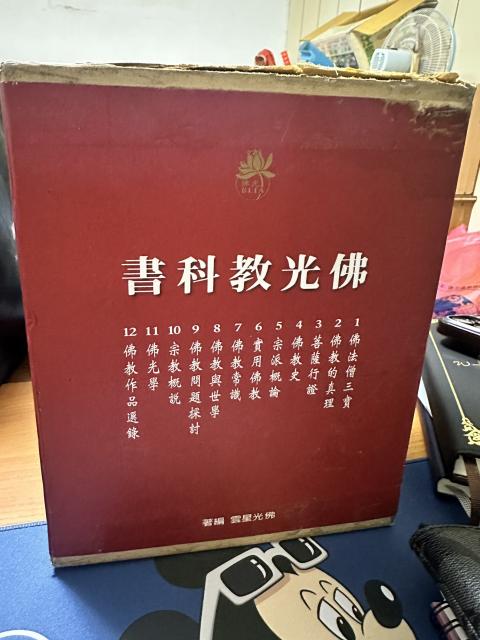 佛光
BLIA
佛光教科書
1 佛法僧三寶
2 佛教的真理
3 菩薩行證
4 佛教史
5 宗派概論
6 實用佛教
7 佛教常識
8 佛教與世學
9 佛教問題探討
10 宗教概說
11 佛光學
12 佛教作品選錄
佛光星雲 編著